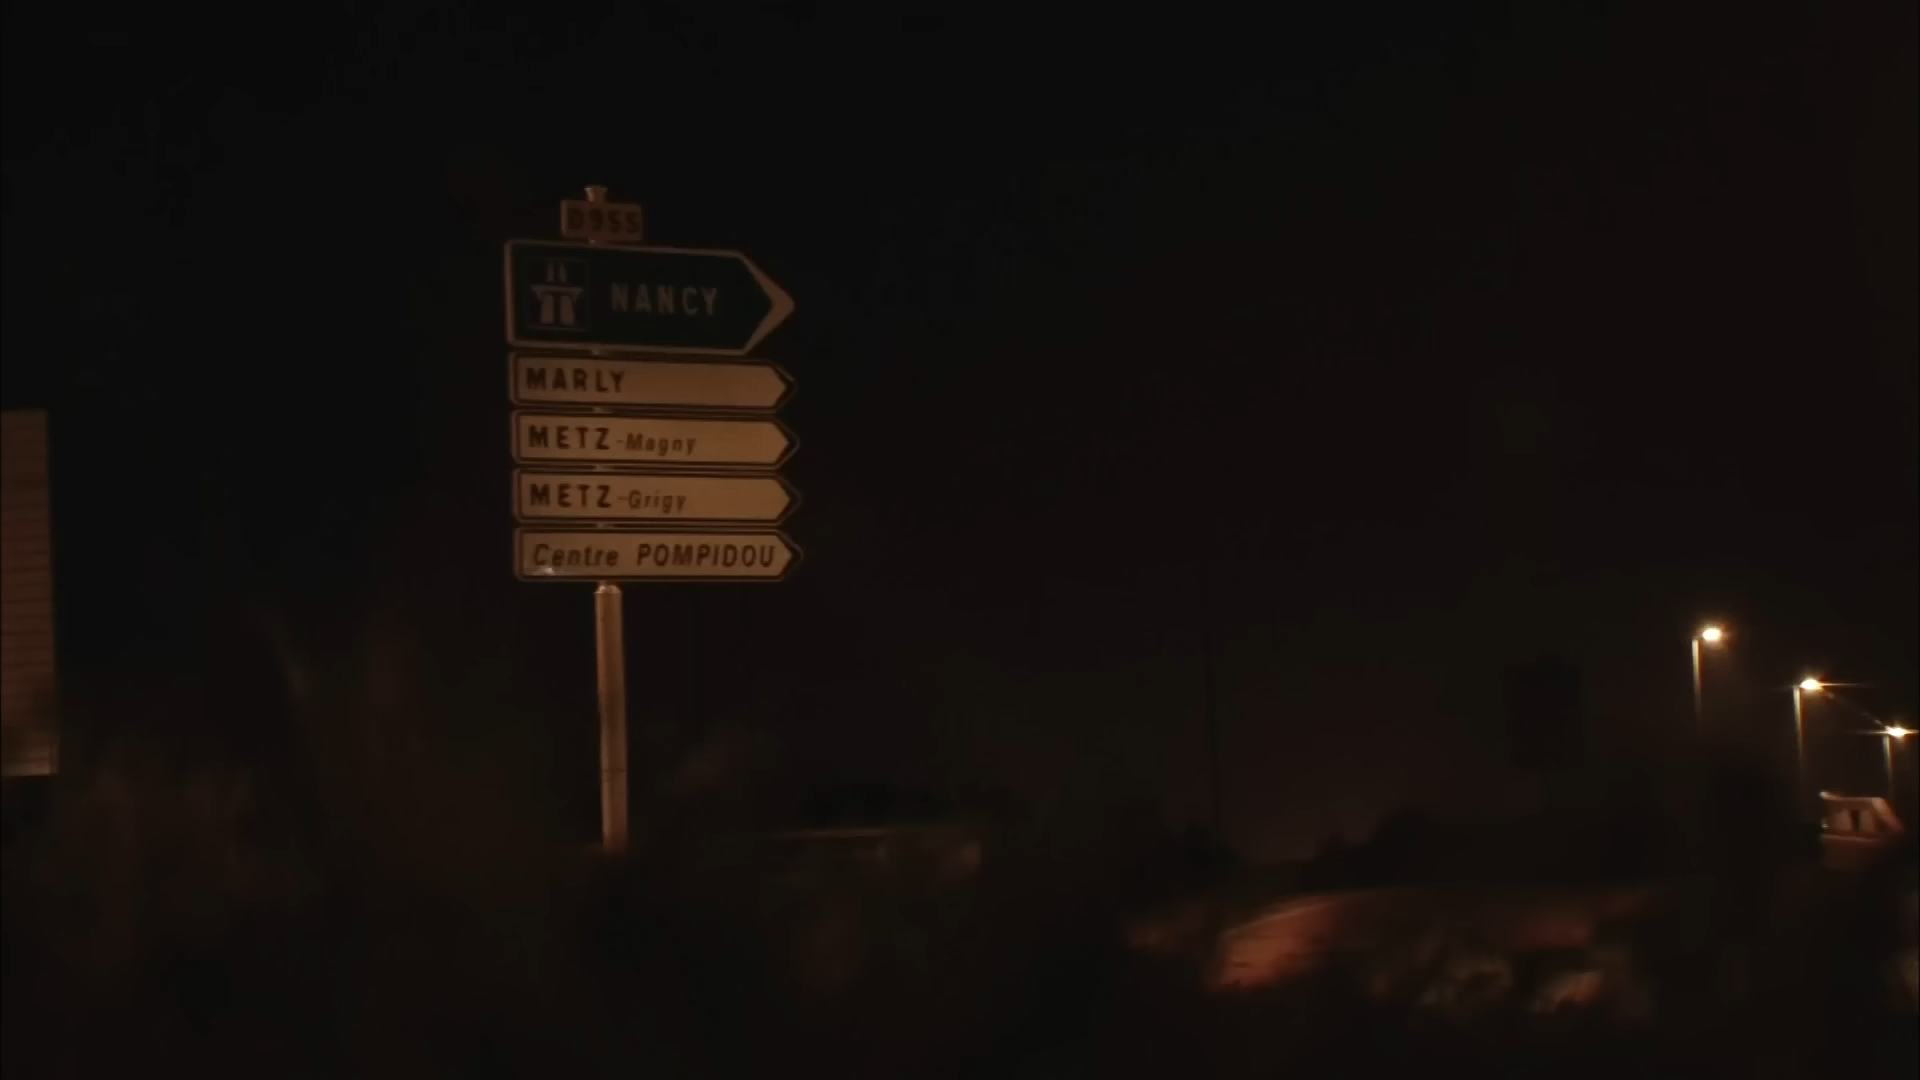 D955
NANCY
MARLY
METZ-Magny
METZ-Grigy
Centre POMPIDOU